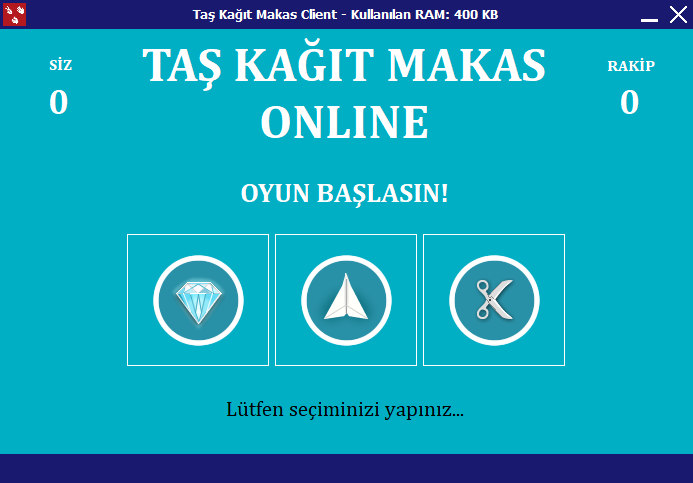 Taş Kağıt Makas Client - Kullanılan RAM: 400 KB
SİZ
0
TAŞ KAĞIT MAKAS
ONLINE
RAKİP
0
OYUN BAŞLASIN!
Lütfen seçiminizi yapınız...